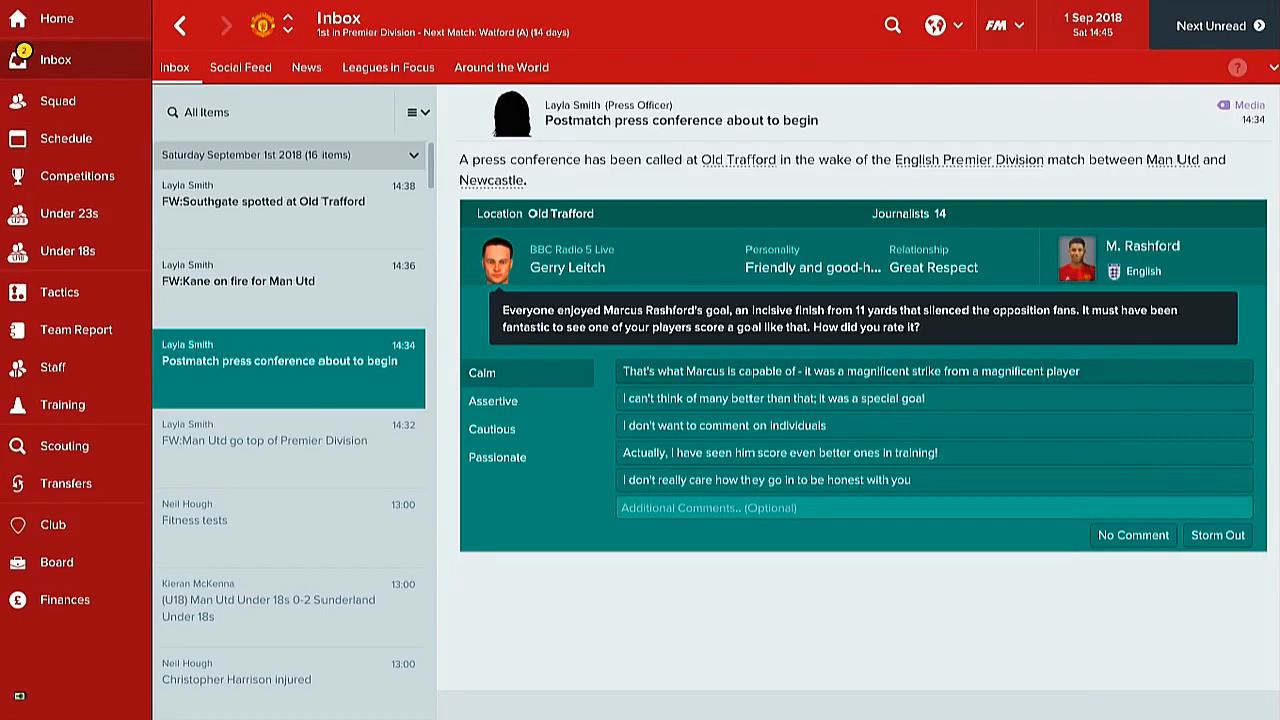 Home
2
Inbox
Squad
Schedule
Competitions
Under 23s
Under 18s
Tactics
Team Report
Staff
Training
Scouting
Transfers
Club
Board
Finances
Inbox
1st in Premier Division - Next Match: Watford (A) (14 days)
FM
1 Sep 2018
Sat 14:45
Next Unread
Inbox
Social Feed
News
Leagues in Focus
Around the World
?
All Items
Saturday September 1st 2018 (16 items)
Layla Smith 14:38
FW:Southgate spotted at Old Trafford
Layla Smith 14:36
FW:Kane on fire for Man Utd
Layla Smith 14:34
Postmatch press conference about to begin
Layla Smith 14:32
FW:Man Utd go top of Premier Division
Neil Hough 13:00
Fitness tests
Kieran McKenna 13:00
(U18) Man Utd Under 18s 0-2 Sunderland
Under 18s
Neil Hough 13:00
Christopher Harrison injured
Layla Smith (Press Officer)
Postmatch press conference about to begin
Media
14:34
A press conference has been called at Old Trafford in the wake of the English Premier Division match between Man Utd and
Newcastle.
Location Old Trafford
Journalists 14
BBC Radio 5 Live
Gerry Leitch
Personality
Friendly and good-h...
Relationship
Great Respect
M. Rashford
English
Everyone enjoyed Marcus Rashford's goal, an incisive finish from 11 yards that silenced the opposition fans. It must have been
fantastic to see one of your players score a goal like that. How did you rate it?
Calm
Assertive
Cautious
Passionate
That's what Marcus is capable of - it was a magnificent strike from a magnificent player
I can't think of many better than that; it was a special goal
I don't want to comment on individuals
Actually, I have seen him score even better ones in training!
I don't really care how they go in to be honest with you
Additional Comments.. (Optional)
No Comment
Storm Out